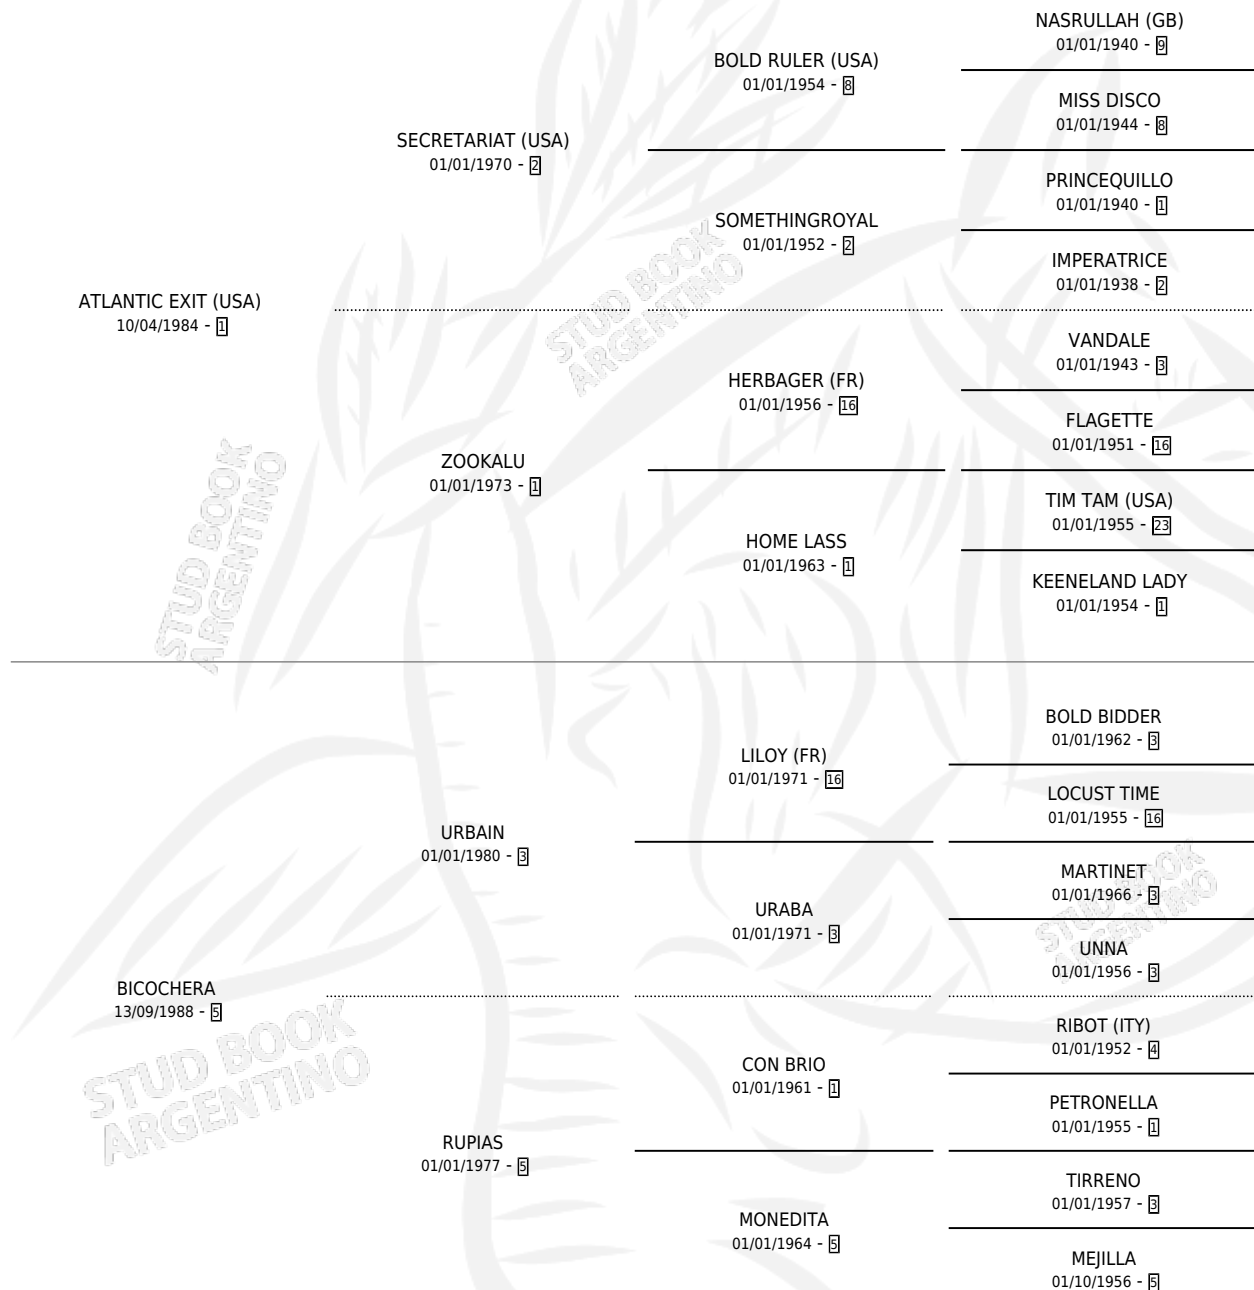 NASRULLAH (GB)
01/01/1940 - 9
BOLD RULER (USA)
01/01/1954 - 8
MISS DISCO
01/01/1944 - 8
SECRETARIAT (USA)
01/01/1970 - 2
PRINCEQUILLO
01/01/1940 - 1
SOMETHINGROYAL
01/01/1952 - 2
IMPERATRICE
01/01/1938 - 2
ATLANTIC EXIT (USA)
10/04/1984 - 1
VANDALE
01/01/1943 - 3
HERBAGER (FR)
01/01/1956 - 16
FLAGETTE
01/01/1951 - 16
ZOOKALU
01/01/1973 - 1
TIM TAM (USA)
01/01/1955 - 23
HOME LASS
01/01/1963 - 1
KEENELAND LADY
01/01/1954 - 1
BOLD BIDDER
01/01/1962 - 3
LILOY (FR)
01/01/1971 - 16
LOCUST TIME
01/01/1955 - 16
URBAIN
01/01/1980 - 3
MARTINET
01/01/1966 - 3
URABA
01/01/1971 - 3
UNNA
01/01/1956 - 3
BICOCHERA
13/09/1988 - 5
RIBOT (ITY)
01/01/1952 - 4
CON BRIO
01/01/1961 - 1
PETRONELLA
01/01/1955 - 1
RUPIAS
01/01/1977 - 5
TIRRENO
01/01/1957 - 3
MONEDITA
01/01/1964 - 5
MEJILLA
01/10/1956 - 5
STUD BOOK
ARGENTINO
STUD BOOK
ARGENTINO
STUD BOOK
ARGENTINO
STUD BOOK
ARGENTINO